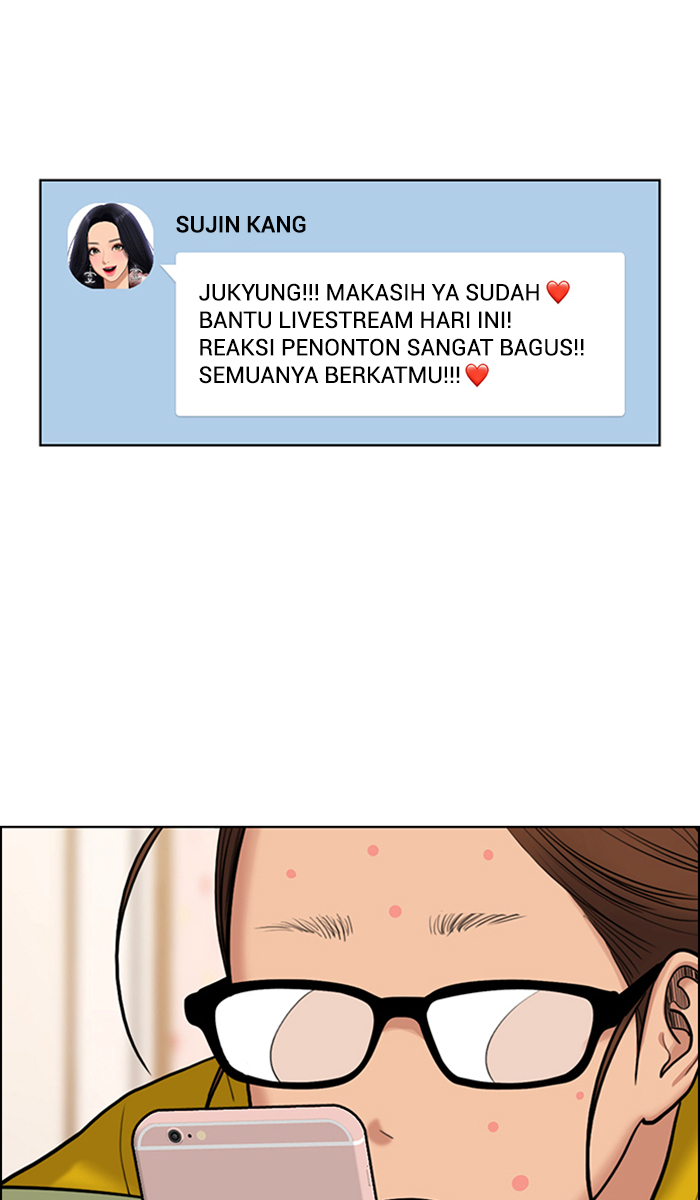 SUJIN KANG
JUKYUNG!!! MAKASIH YA SUDAH ❤️
BANTU LIVESTREAM HARI INI!
REAKSI PENONTON SANGAT BAGUS!!
SEMUANYA BERKATMU!!! ❤️